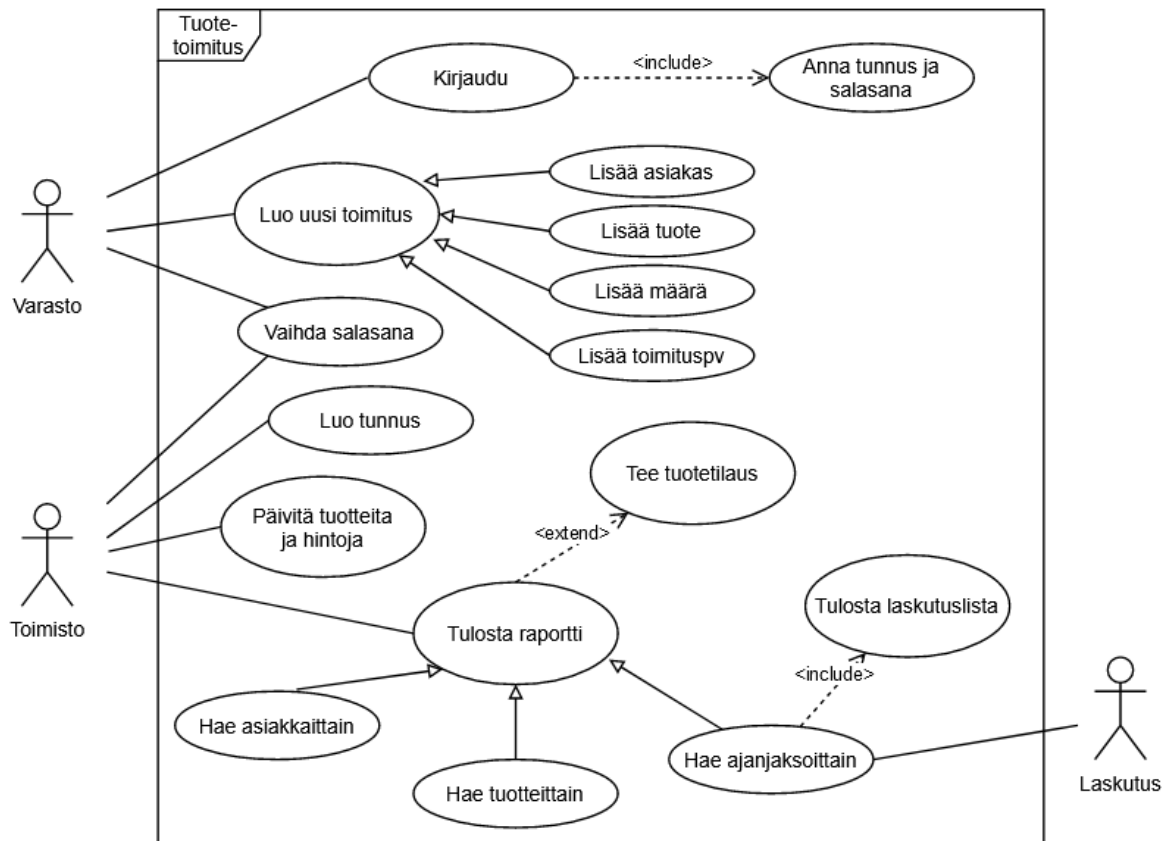 Tuote-
toimitus
Kirjaudu
<include>
Anna tunnus ja
salasana
Lisää asiakas
Luo uusi toimitus
Lisää tuote
Lisää määrä
Varasto
Vaihda salasana
Lisää toimituspv
Luo tunnus
Tee tuotetilaus
Päivitä tuotteita
ja hintoja
<extend>
Toimisto
Tulosta raportti
Tulosta laskutuslista
<include>
Hae asiakkaittain
Hae ajanjaksoittain
Hae tuotteittain
Laskutus